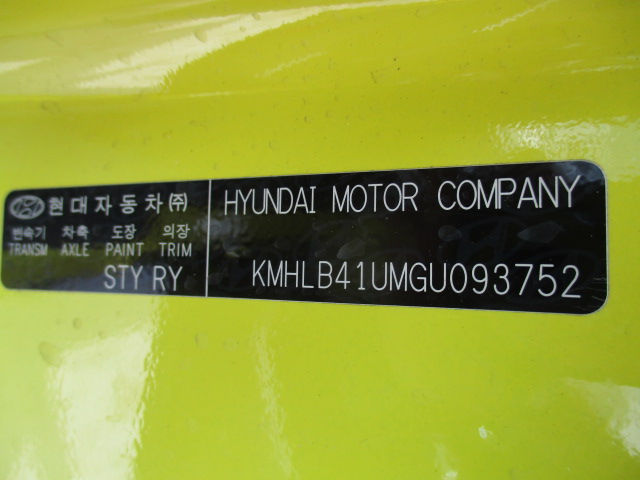 현대자동차㈜
변속기 차축 도장 의장
TRANSM AXLE PAINT TRIM
STY RY
HYUNDAI MOTOR COMPANY
KMHLB41UMGU093752